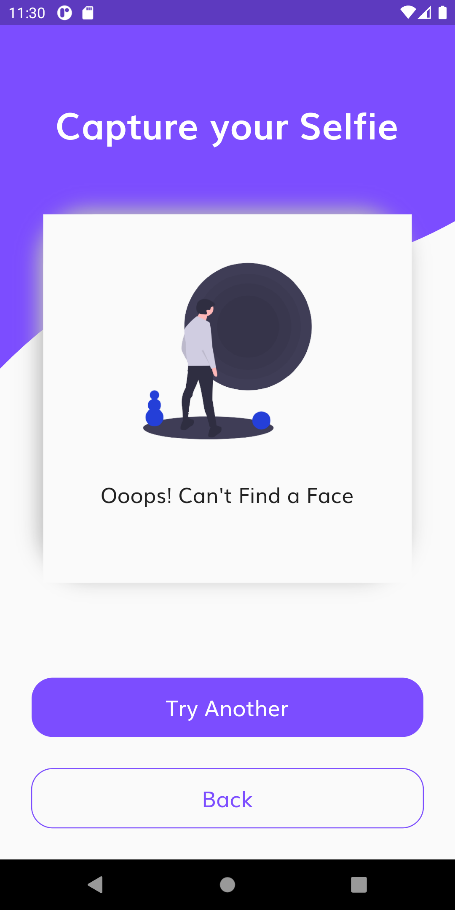 11:30
Capture your Selfie
Ooops! Can't Find a Face
Try Another
Back